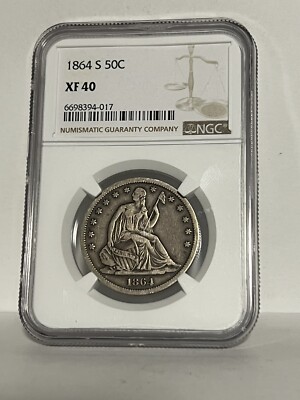 1864 S 50C
XF 40
6698394-017
NUMISMATIC GUARANTY COMPANY
NGC
1864